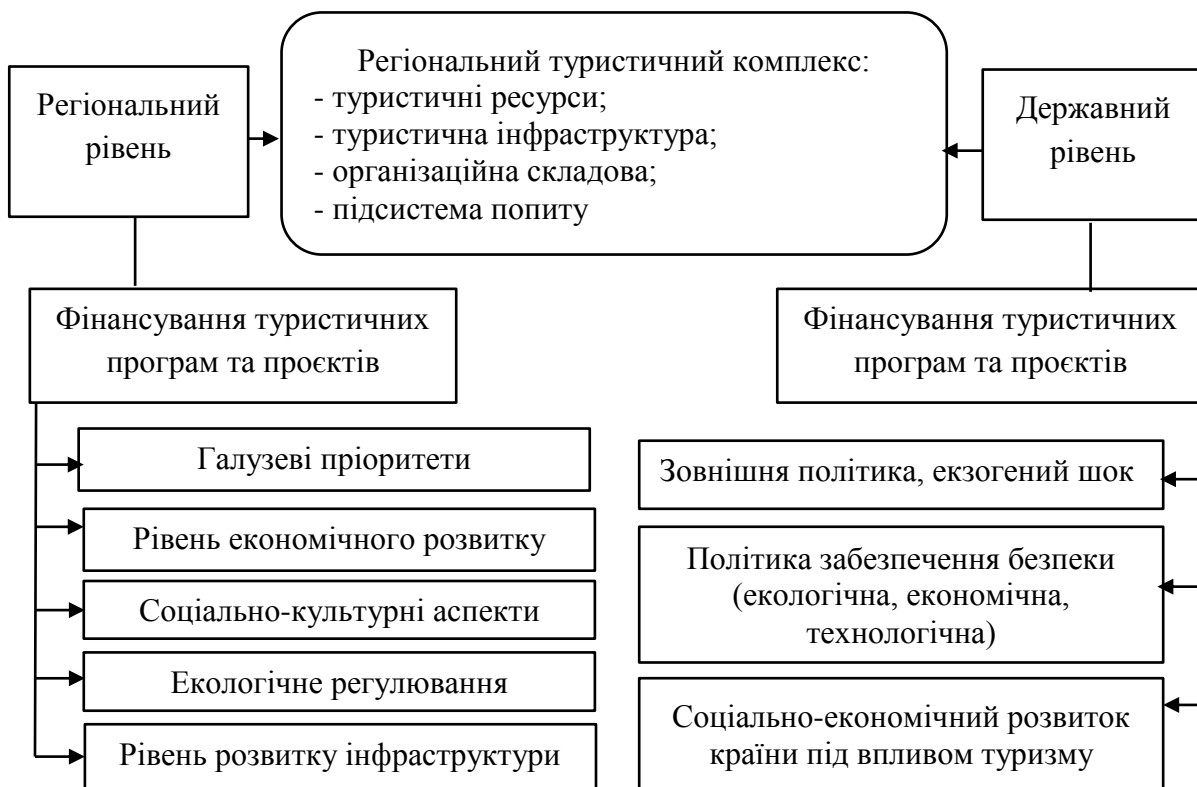 Регіональний туристичний комплекс:
- туристичні ресурси;
- туристична інфраструктура;
- організаційна складова;
- підсистема попиту
Регіональний
рівень
Державний
рівень
Фінансування туристичних
програм та проєктів
Фінансування туристичних
програм та проєктів
Галузеві пріоритети
Рівень економічного розвитку
Соціально-культурні аспекти
Екологічне регулювання
Рівень розвитку інфраструктури
Зовнішня політика, екзогений шок
Політика забезпечення безпеки
(екологічна, економічна,
технологічна)
Соціально-економічний розвиток
країни під впливом туризму